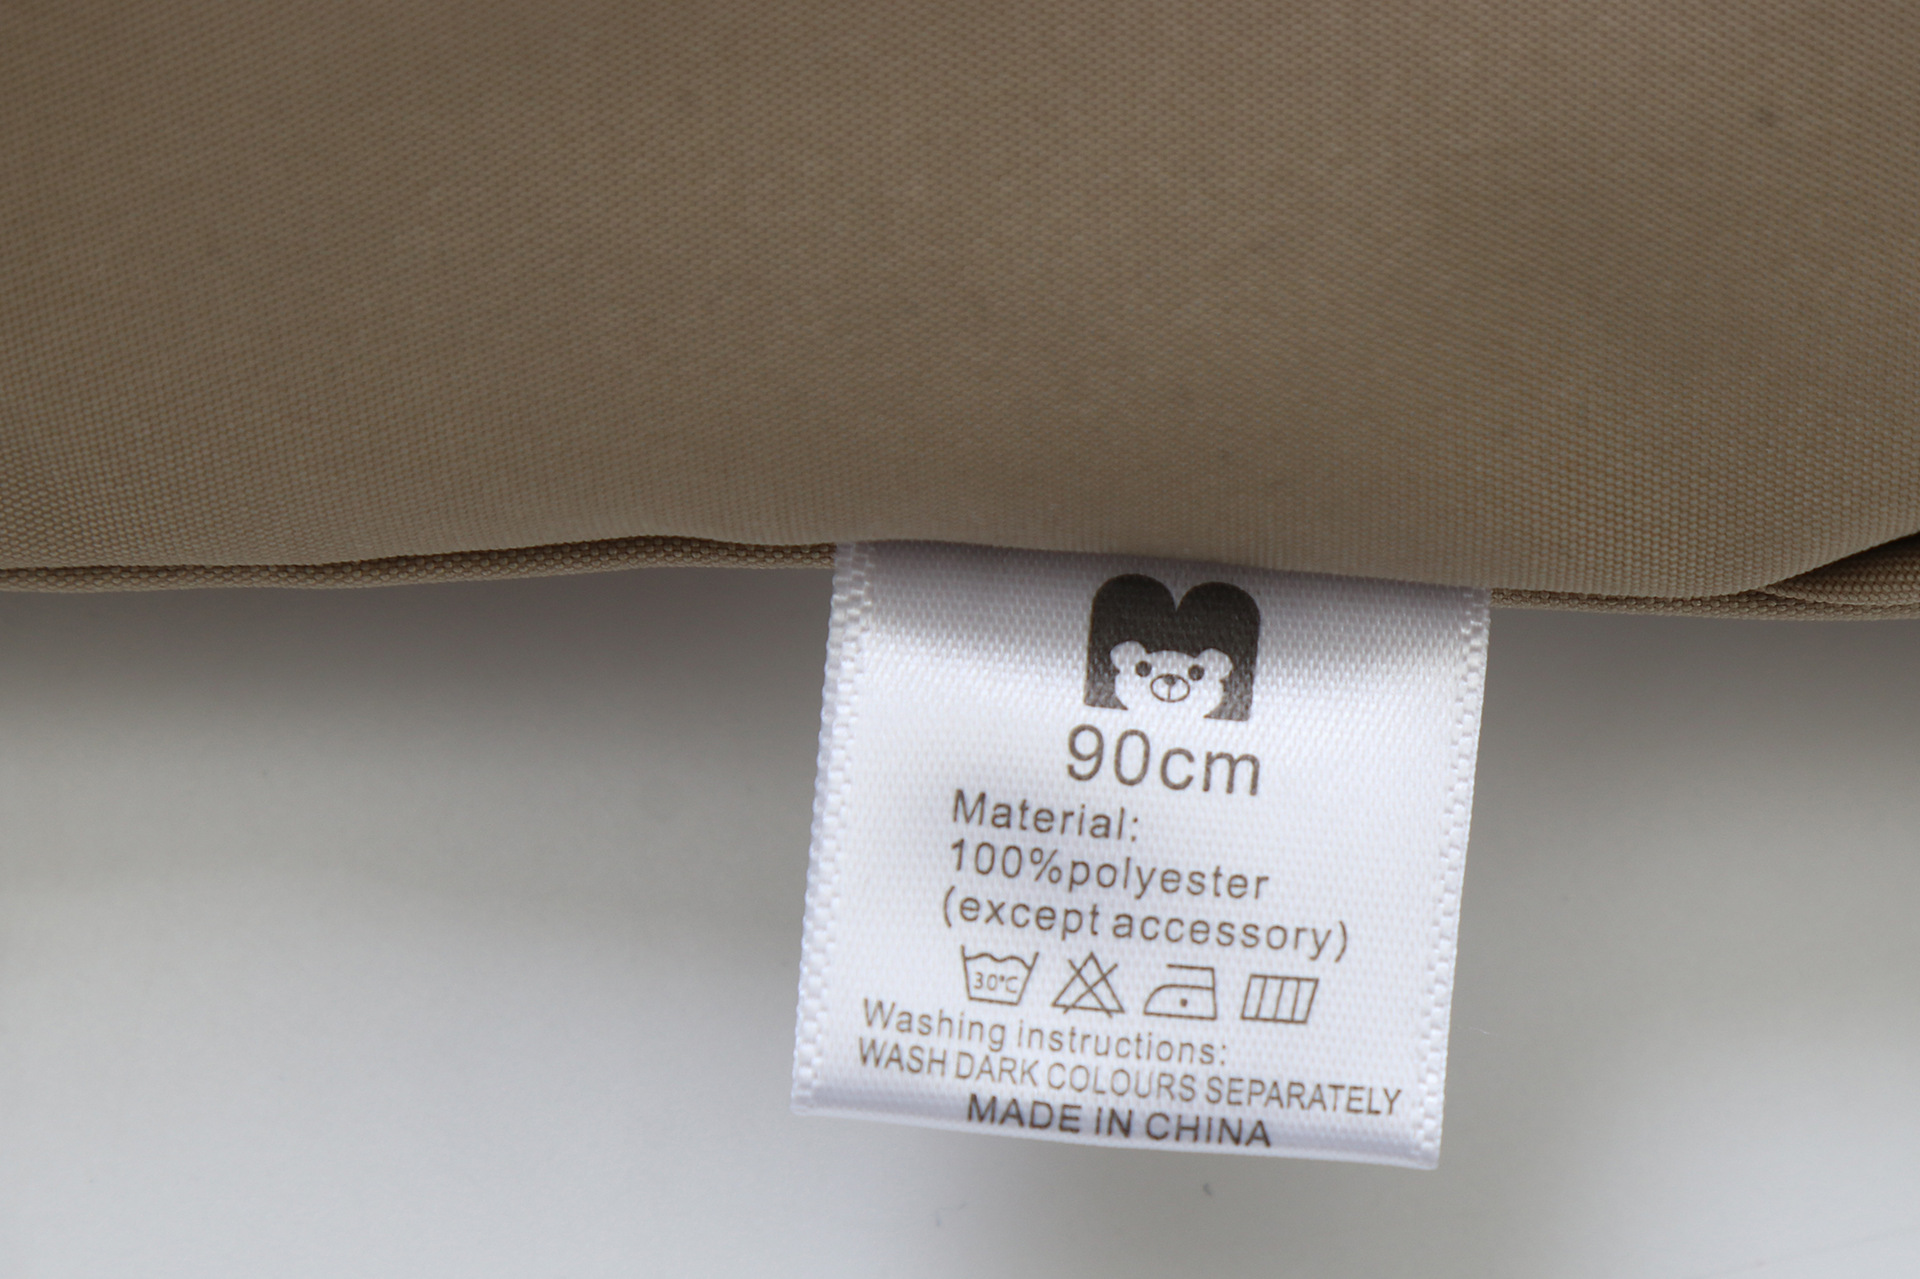 90cm
Material:
100%polyester
(except accessory)
30°C
Washing instructions:
WASH DARK COLOURS SEPARATELY
MADE IN CHINA